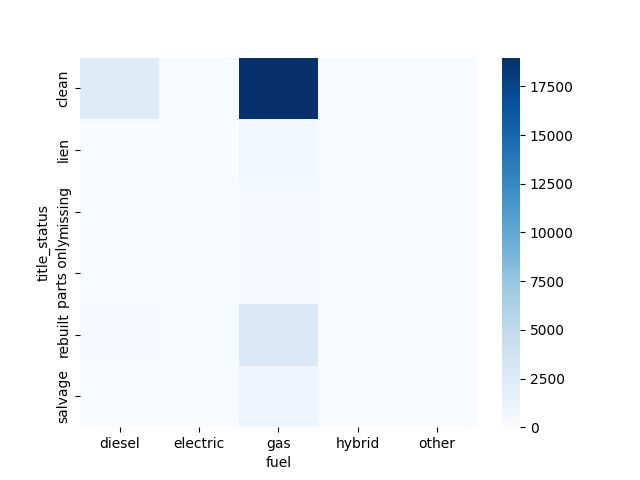 clean
lien
missing
parts only
rebuilt
salvage
title_status
diesel electric gas hybrid other
fuel
17500
15000
12500
10000
7500
5000
2500
0